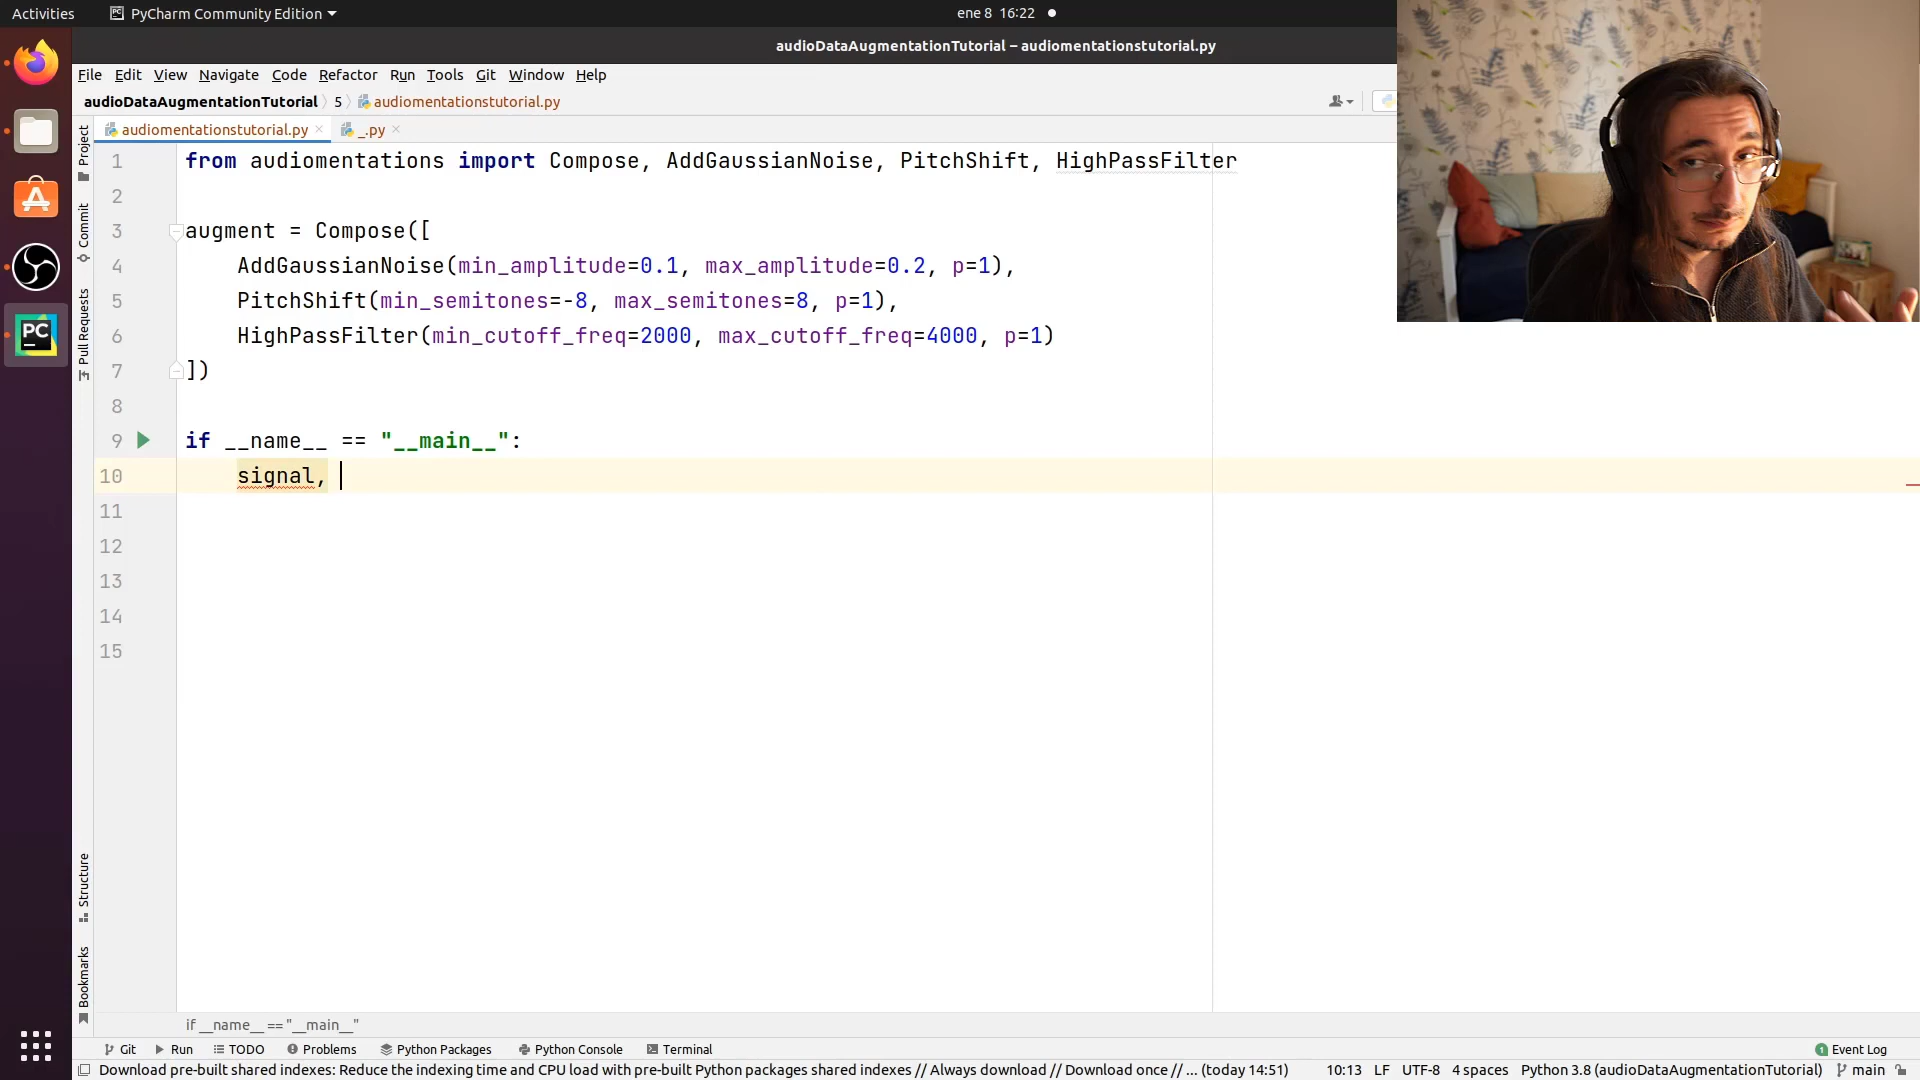 Activities PyCharm Community Edition ene 8 16:22
audioDataAugmentationTutorial – audiomentationstutorial.py
File Edit View Navigate Code Refactor Run Tools Git Window Help
audioDataAugmentationTutorial 5 audiomentationstutorial.py
audiomentationstutorial.py _.py
Project
Commit
Pull Requests
Structure
Bookmarks
1 from audiomentations import Compose, AddGaussianNoise, PitchShift, HighPassFilter
2
3 augment = Compose([
4 AddGaussianNoise(min_amplitude=0.1, max_amplitude=0.2, p=1),
5 PitchShift(min_semitones=-8, max_semitones=8, p=1),
6 HighPassFilter(min_cutoff_freq=2000, max_cutoff_freq=4000, p=1)
7 ])
8
9 if __name__ == "__main__":
10 signal,
11
12
13
14
15
if __name__ == "__main__"
Git Run TODO Problems Python Packages Python Console Terminal 1 Event Log
Download pre-built shared indexes: Reduce the indexing time and CPU load with pre-built Python packages shared indexes // Always download // Download once // ... (today 14:51) 10:13 LF UTF-8 4 spaces Python 3.8 (audioDataAugmentationTutorial) main